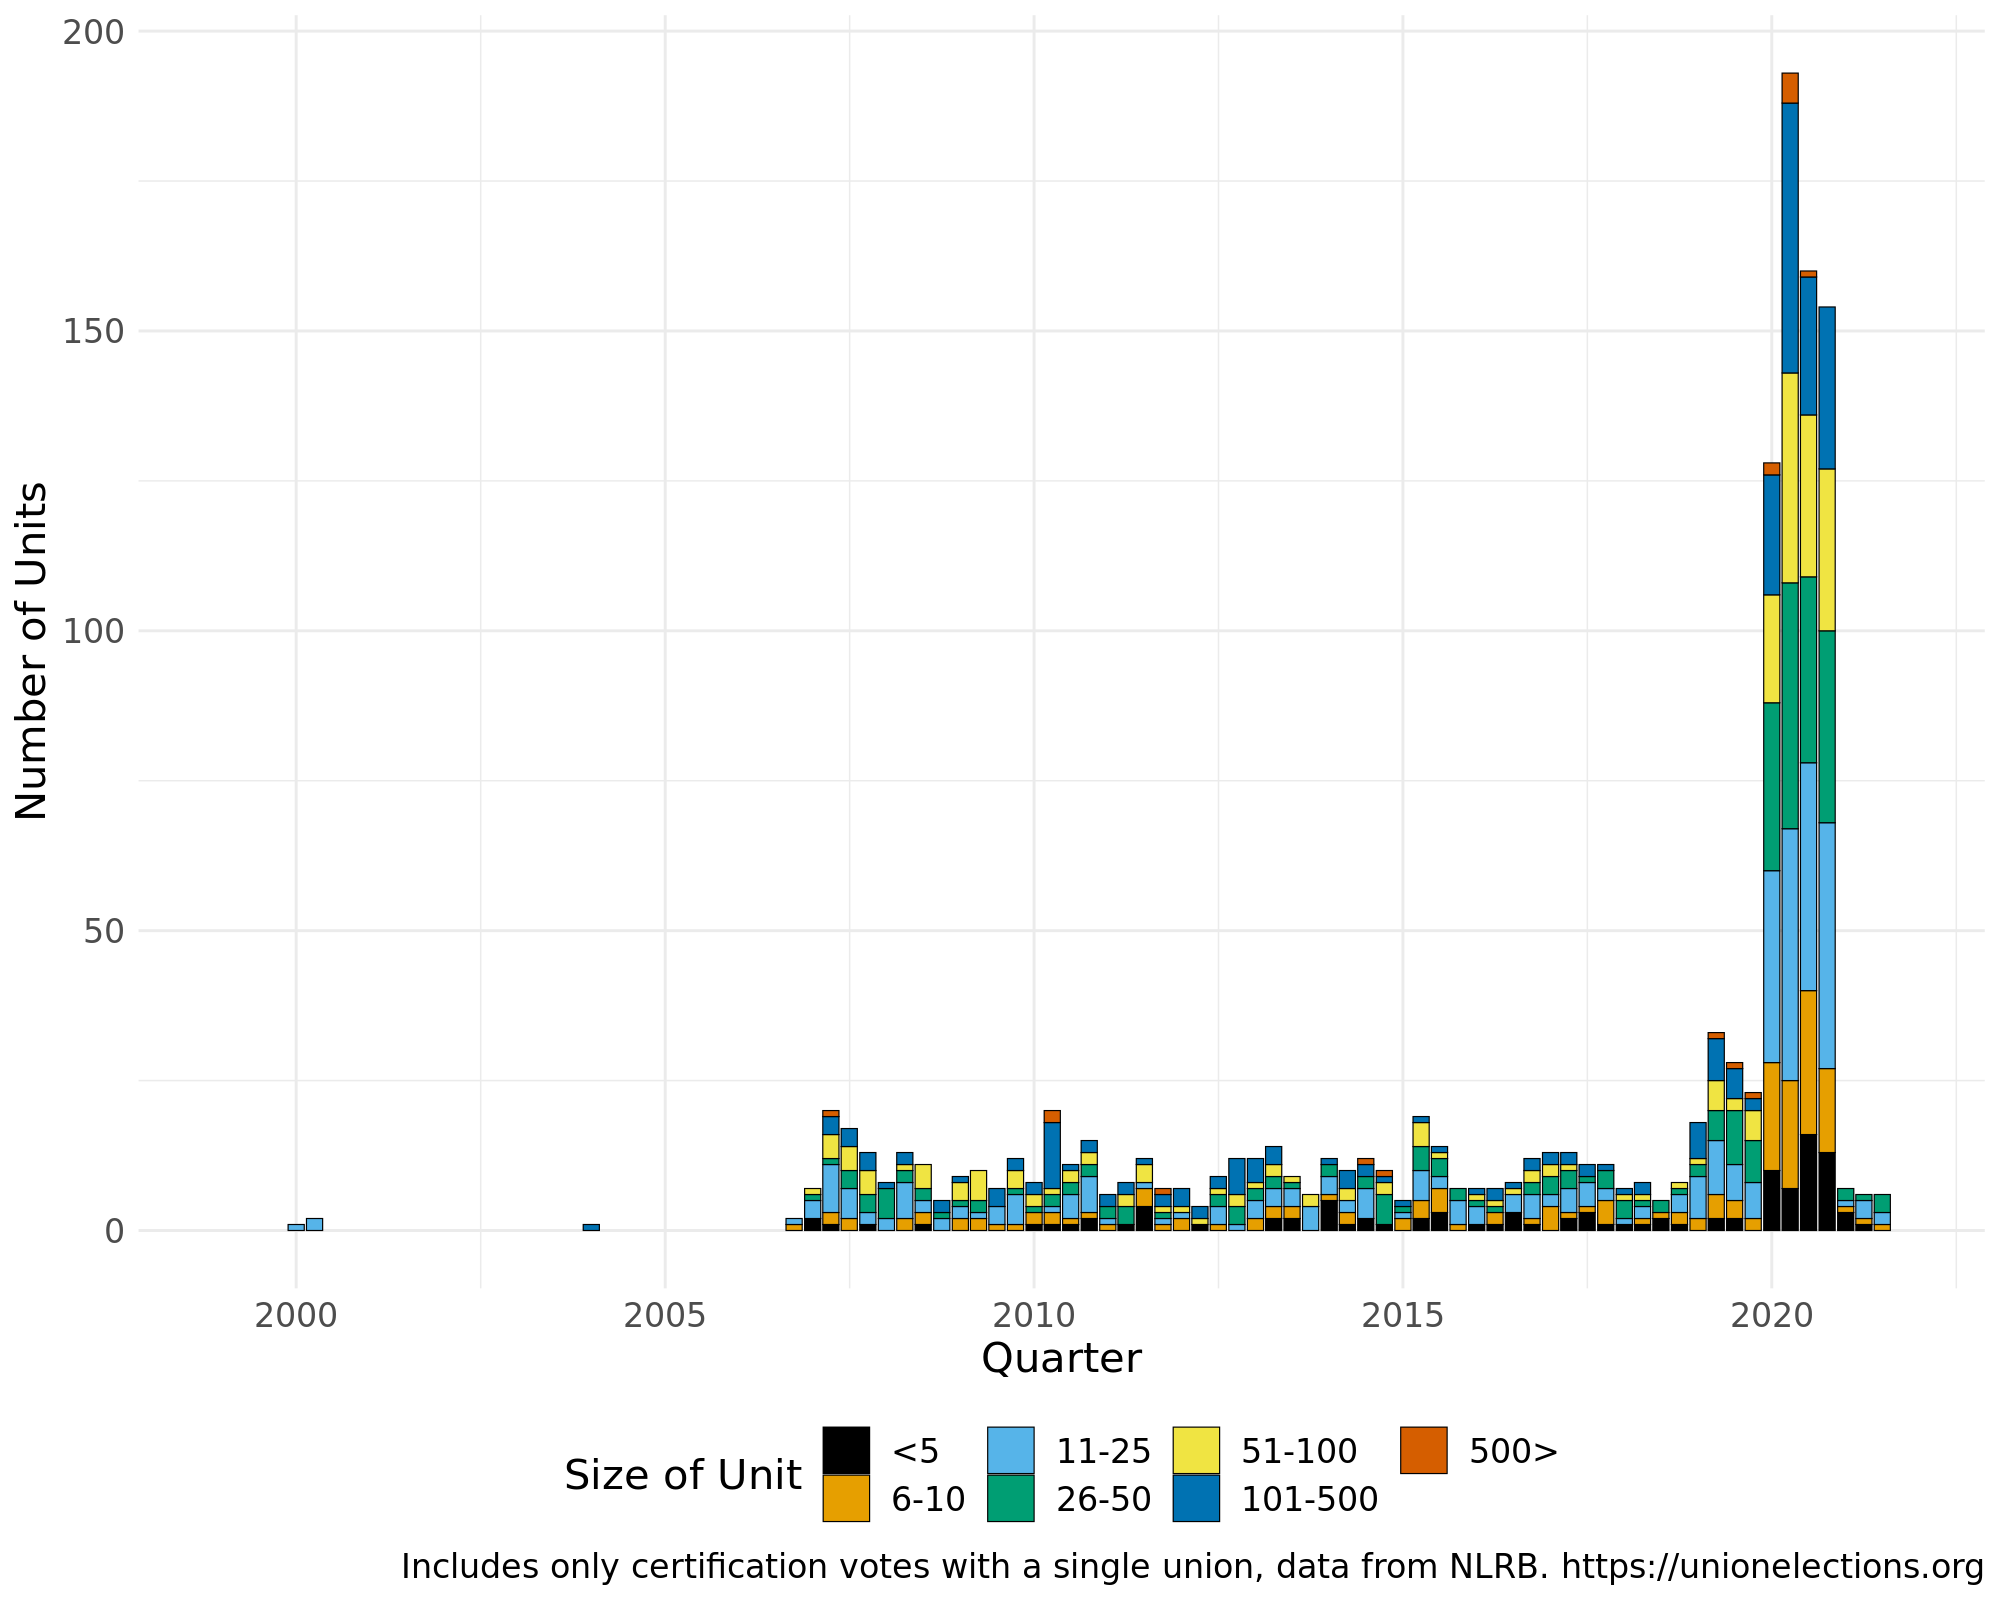 200
150
100
50
0
Number of Units
2000 2005 2010 2015 2020
Quarter
Size of Unit
<5 11-25 51-100 500>
6-10 26-50 101-500
Includes only certification votes with a single union, data from NLRB. https://unionelections.org